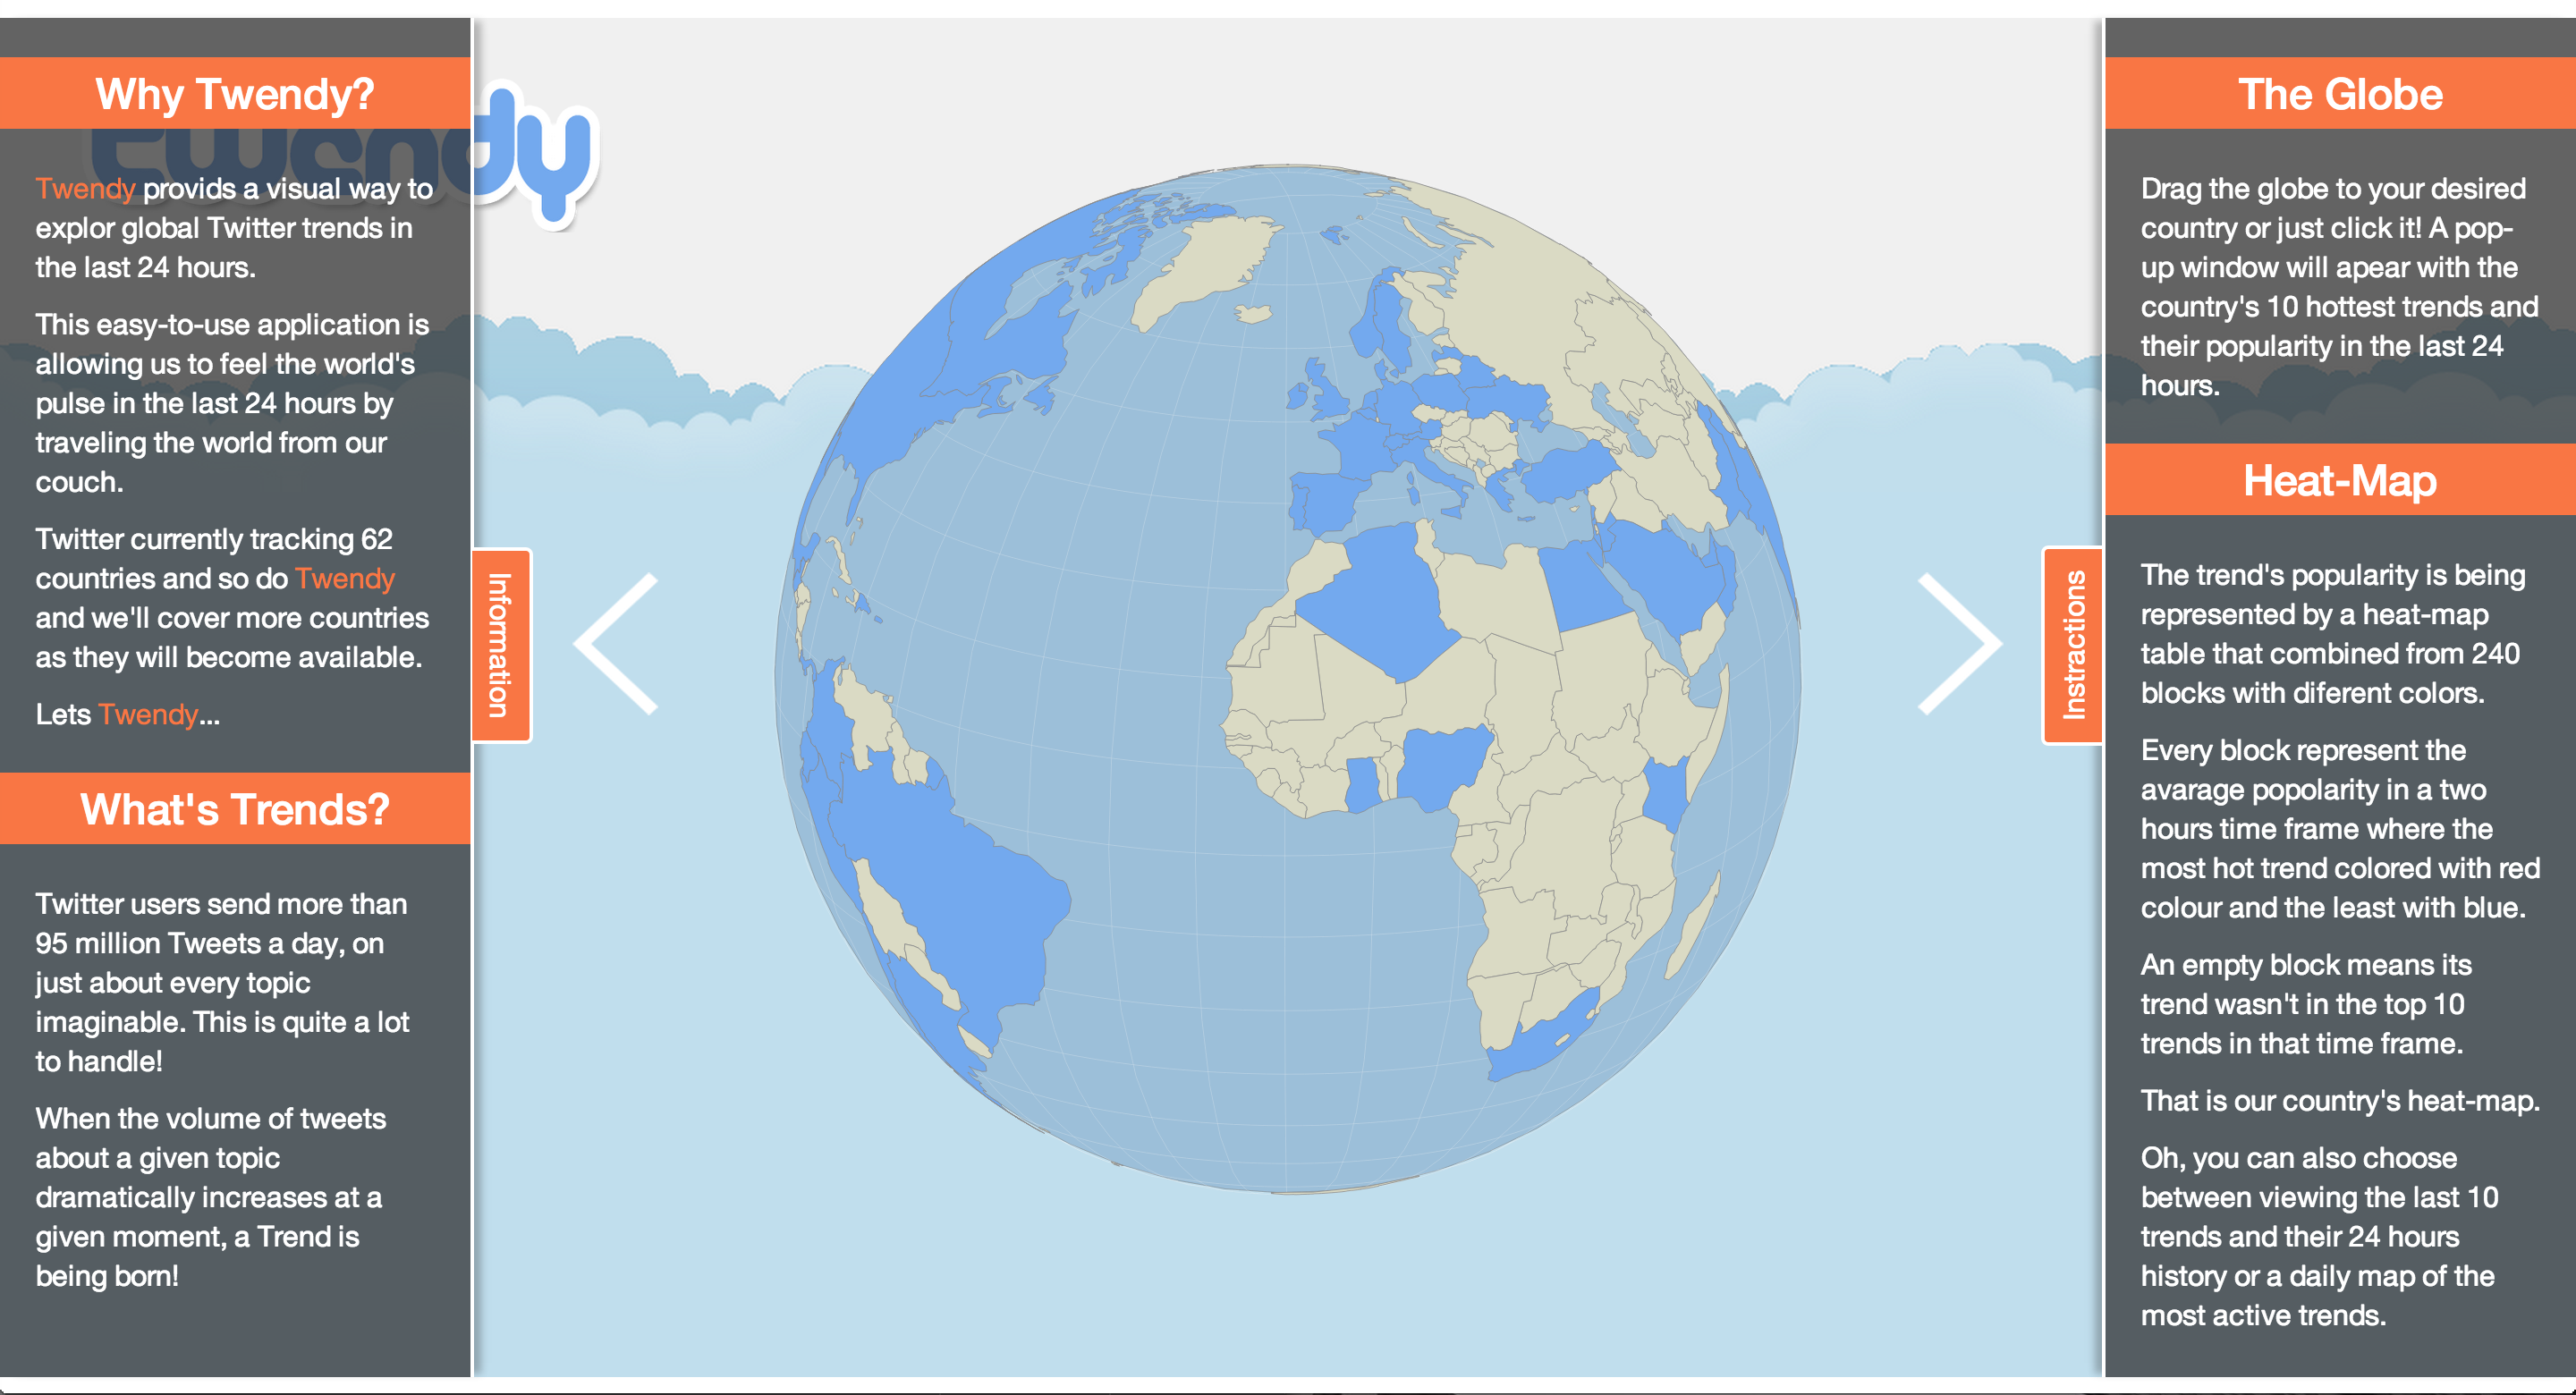 Why Twendy?
twendy
Twendy provids a visual way to
explor global Twitter trends in
the last 24 hours.
This easy-to-use application is
allowing us to feel the world's
pulse in the last 24 hours by
traveling the world from our
couch.
Twitter currently tracking 62
countries and so do Twendy
and we'll cover more countries
as they will become available.
Lets Twendy...
What's Trends?
Twitter users send more than
95 million Tweets a day, on
just about every topic
imaginable. This is quite a lot
to handle!
When the volume of tweets
about a given topic
dramatically increases at a
given moment, a Trend is
being born!
Information
Instractions
The Globe
Drag the globe to your desired
country or just click it! A pop-
up window will apear with the
country's 10 hottest trends and
their popularity in the last 24
hours.
Heat-Map
The trend's popularity is being
represented by a heat-map
table that combined from 240
blocks with diferent colors.
Every block represent the
avarage popolarity in a two
hours time frame where the
most hot trend colored with red
colour and the least with blue.
An empty block means its
trend wasn't in the top 10
trends in that time frame.
That is our country's heat-map.
Oh, you can also choose
between viewing the last 10
trends and their 24 hours
history or a daily map of the
most active trends.